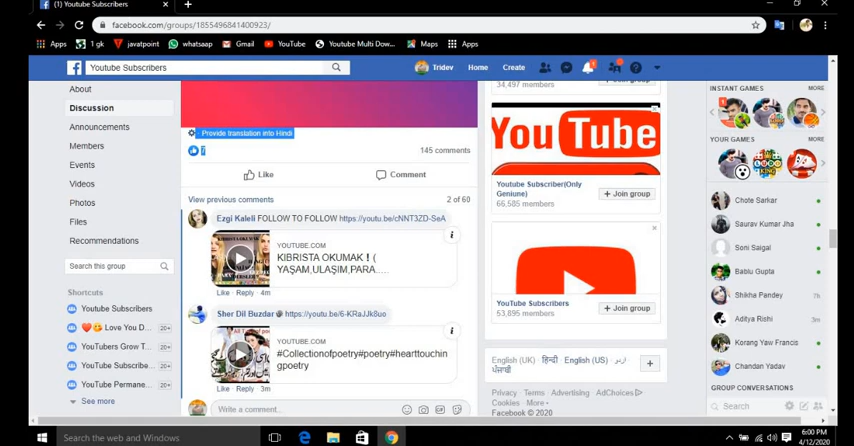 (1) Youtube Subscribers
facebook.com/groups/1855496841400923/
Apps 1 gk javatpoint whatsaap Gmail YouTube Youtube Multi Dow... Maps Apps
Youtube Subscribers
Tridev Home Create
About
Discussion
Announcements
Members
Events
Videos
Photos
Files
Recommendations
Search this group
Shortcuts
Youtube Subscribers
Love You D... 20+
YouTubers Grow T...
YouTube Subscribe... 20+
YouTube Permane... 20+
See more
Provide translation into Hindi
7
145 comments
Like Comment
View previous comments 2 of 60
Ezgi Kaleli FOLLOW TO FOLLOW https://youtu.be/cNNT3ZD-SeA
YOUTUBE.COM
KIBRISTA OKUMAK ! (
YAŞAM,ULAŞIM,PARA.....
Like · Reply · 4m
Sher Dil Buzdar https://youtu.be/6-KRaJJk8uo
YOUTUBE.COM
#Collectionofpoetry#poetry#hearttouchin
gpoetry
Like · Reply · 3m
Write a comment...
34,497 members
Join group
YouTube
Youtube Subscriber(Only
Geniune)
66,585 members
+ Join group
YouTube Subscribers
53,895 members
+ Join group
English (UK) · हिन्दी · English (US) · اردو ·
ਪੰਜਾਬੀ
Privacy · Terms · Advertising · AdChoices
Cookies · More
Facebook © 2020
INSTANT GAMES MORE
YOUR GAMES MORE
Chote Sarkar
Saurav Kumar Jha
Soni Saigal
Bablu Gupta
Shikha Pandey 7h
Aditya Rishi 3m
Korang Yaw Francis
Chandan Yadav
GROUP CONVERSATIONS
Search
Search the web and Windows
6:00 PM
4/12/2020